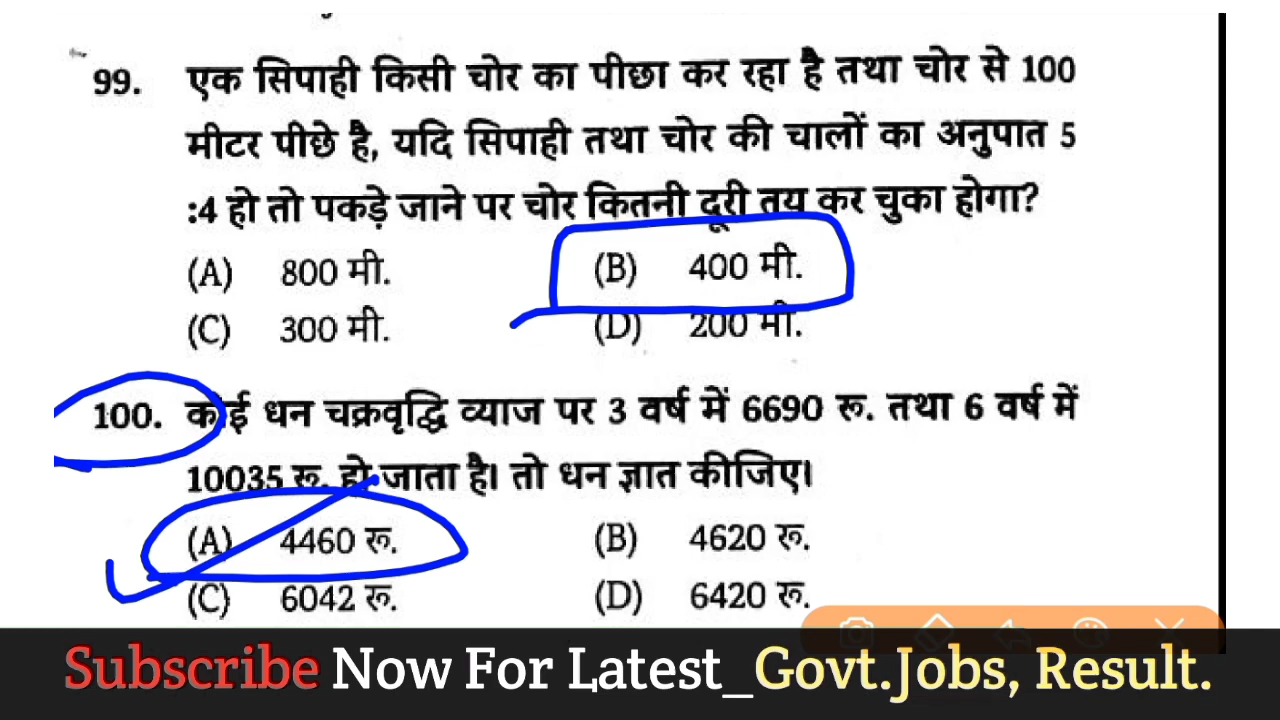 99. एक सिपाही किसी चोर का पीछा कर रहा है तथा चोर से 100
मीटर पीछे है, यदि सिपाही तथा चोर की चालों का अनुपात 5
:4 हो तो पकड़े जाने पर चोर कितनी दूरी तय कर चुका होगा?
(A) 800 मी. (B) 400 मी.
(C) 300 मी. (D) 200 मी.
100. कोई धन चक्रवृद्धि व्याज पर 3 वर्ष में 6690 रू. तथा 6 वर्ष में
10035 रू. हो जाता है। तो धन ज्ञात कीजिए।
(A) 4460 रू. (B) 4620 रू.
(C) 6042 रू. (D) 6420 रू.
Subscribe Now For Latest_Govt.Jobs, Result.